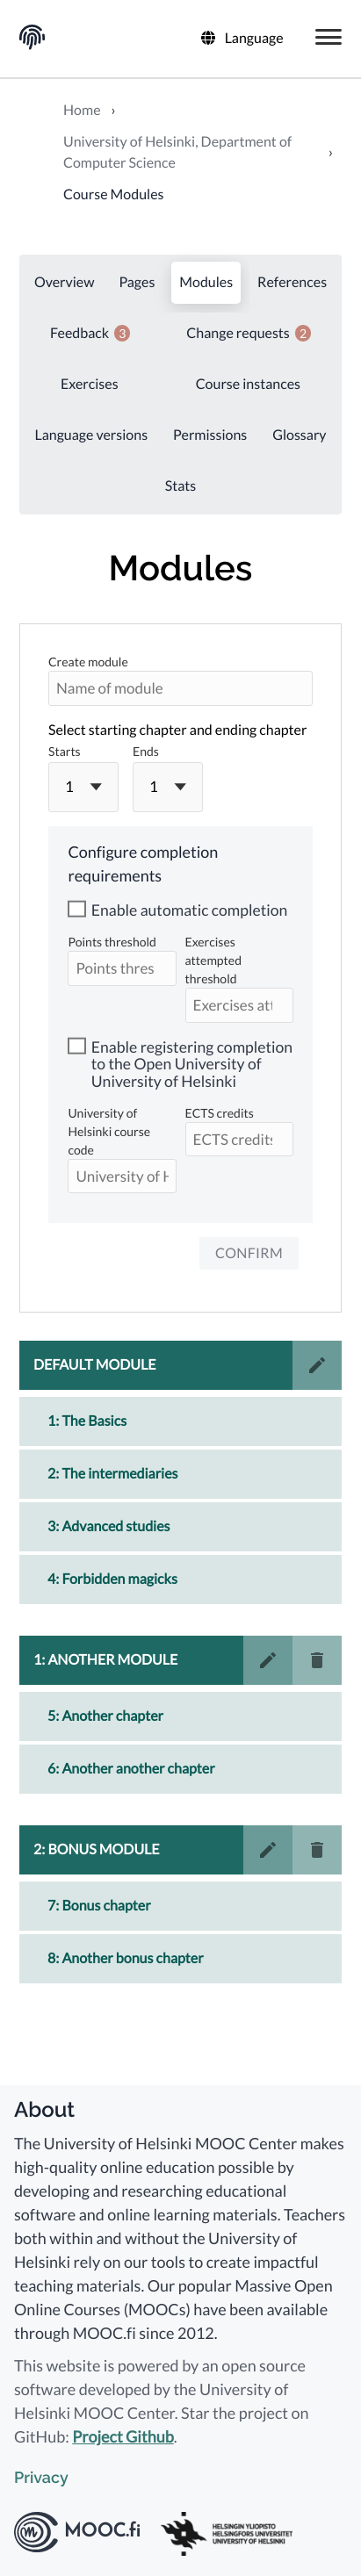 Language
Home ›
University of Helsinki, Department of
Computer Science ›
Course Modules
Overview Pages Modules References
Feedback 3 Change requests 2
Exercises Course instances
Language versions Permissions Glossary
Stats
Modules
Create module
Name of module
Select starting chapter and ending chapter
Starts Ends
1 1
Configure completion
requirements
Enable automatic completion
Points threshold
Points thres
Exercises
attempted
threshold
Exercises att
Enable registering completion
to the Open University of
University of Helsinki
University of
Helsinki course
code
University of H
ECTS credits
ECTS credits
CONFIRM
DEFAULT MODULE
1: The Basics
2: The intermediaries
3: Advanced studies
4: Forbidden magicks
1: ANOTHER MODULE
5: Another chapter
6: Another another chapter
2: BONUS MODULE
7: Bonus chapter
8: Another bonus chapter
About
The University of Helsinki MOOC Center makes
high-quality online education possible by
developing and researching educational
software and online learning materials. Teachers
both within and without the University of
Helsinki rely on our tools to create impactful
teaching materials. Our popular Massive Open
Online Courses (MOOCs) have been available
through MOOC.fi since 2012.
This website is powered by an open source
software developed by the University of
Helsinki MOOC Center. Star the project on
GitHub: Project Github.
Privacy
MOOC.fi
HELSINGIN YLIOPISTO
HELSINGFORS UNIVERSITET
UNIVERSITY OF HELSINKI